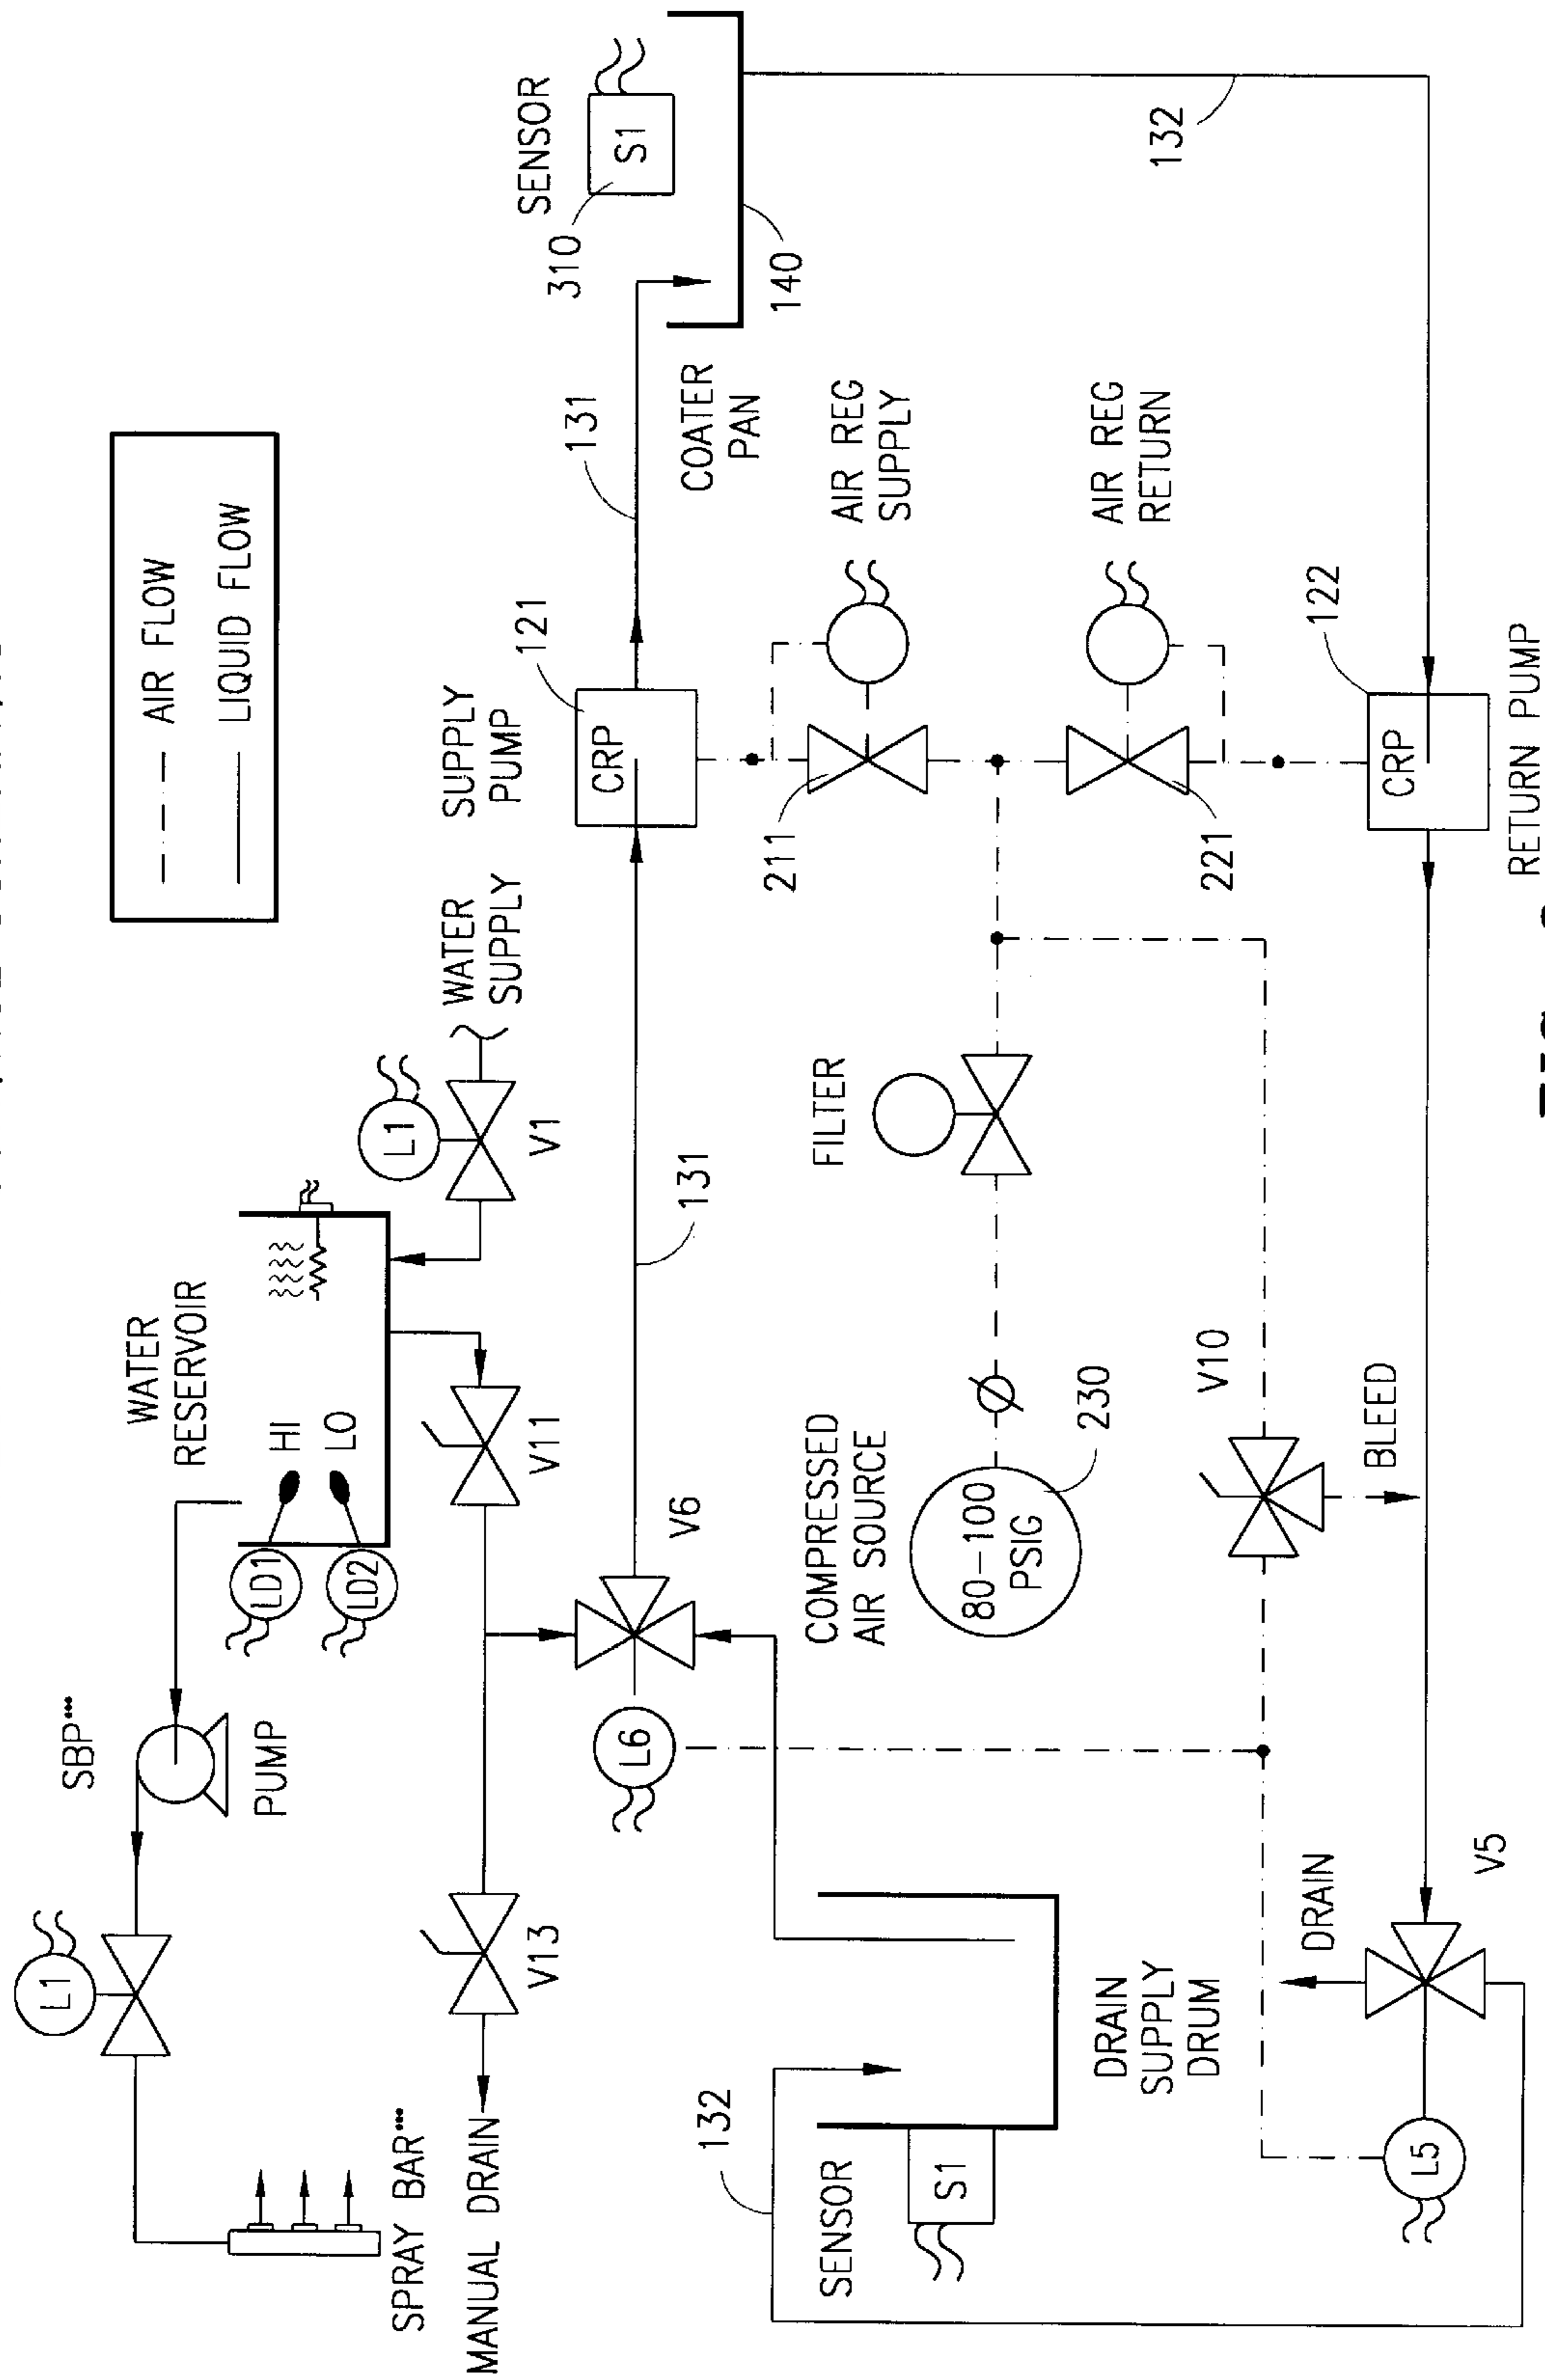 AIR FLOW
LIQUID FLOW
SBP•••
PUMP
L1
SPRAY BAR•••
MANUAL DRAIN
V13
WATER
RESERVOIR
HI
LO
LD1
LD2
V11
L1
V1
WATER
SUPPLY
SUPPLY
PUMP
CRP
121
131
131
V6
L6
SENSOR
S1
310
COATER
PAN
140
132
AIR REG
SUPPLY
211
AIR REG
RETURN
221
CRP
122
RETURN PUMP
FILTER
COMPRESSED
AIR SOURCE
80-100
PSIG
230
V10
BLEED
SENSOR
S1
132
DRAIN
SUPPLY
DRUM
DRAIN
V5
L5